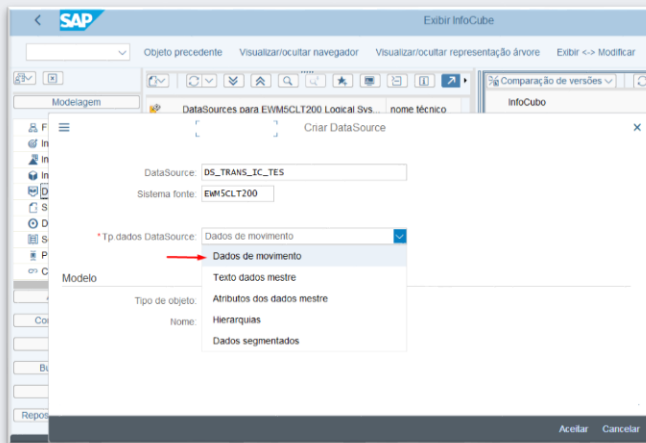 SAP
Exibir InfoCube
Objeto precedente Visualizar/ocultar navegador Visualizar/ocultar representação árvore Exibir <-> Modificar
Comparação de versões
Modelagem
DataSources para EWM5CLT200 Logical Sys... nome técnico
InfoCubo
Criar DataSource
DataSource: DS_TRANS_IC_TES
Sistema fonte: EWM5CLT200
*Tp.dados DataSource: Dados de movimento
Dados de movimento
Texto dados mestre
Atributos dos dados mestre
Hierarquias
Dados segmentados
Modelo
Tipo de objeto:
Nome:
Repos
Aceitar Cancelar